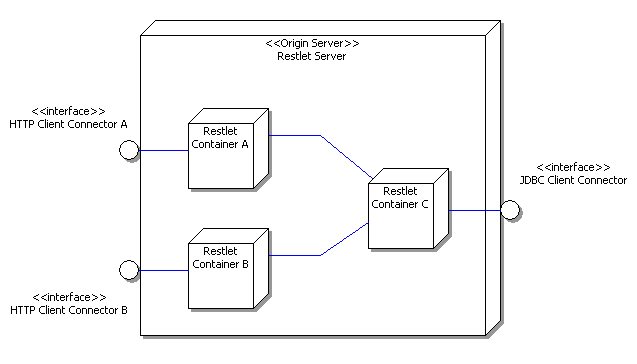 <<Origin Server>>
Restlet Server
<<interface>>
HTTP Client Connector A
Restlet
Container A
<<interface>>
JDBC Client Connector
Restlet
Container C
Restlet
Container B
<<interface>>
HTTP Client Connector B